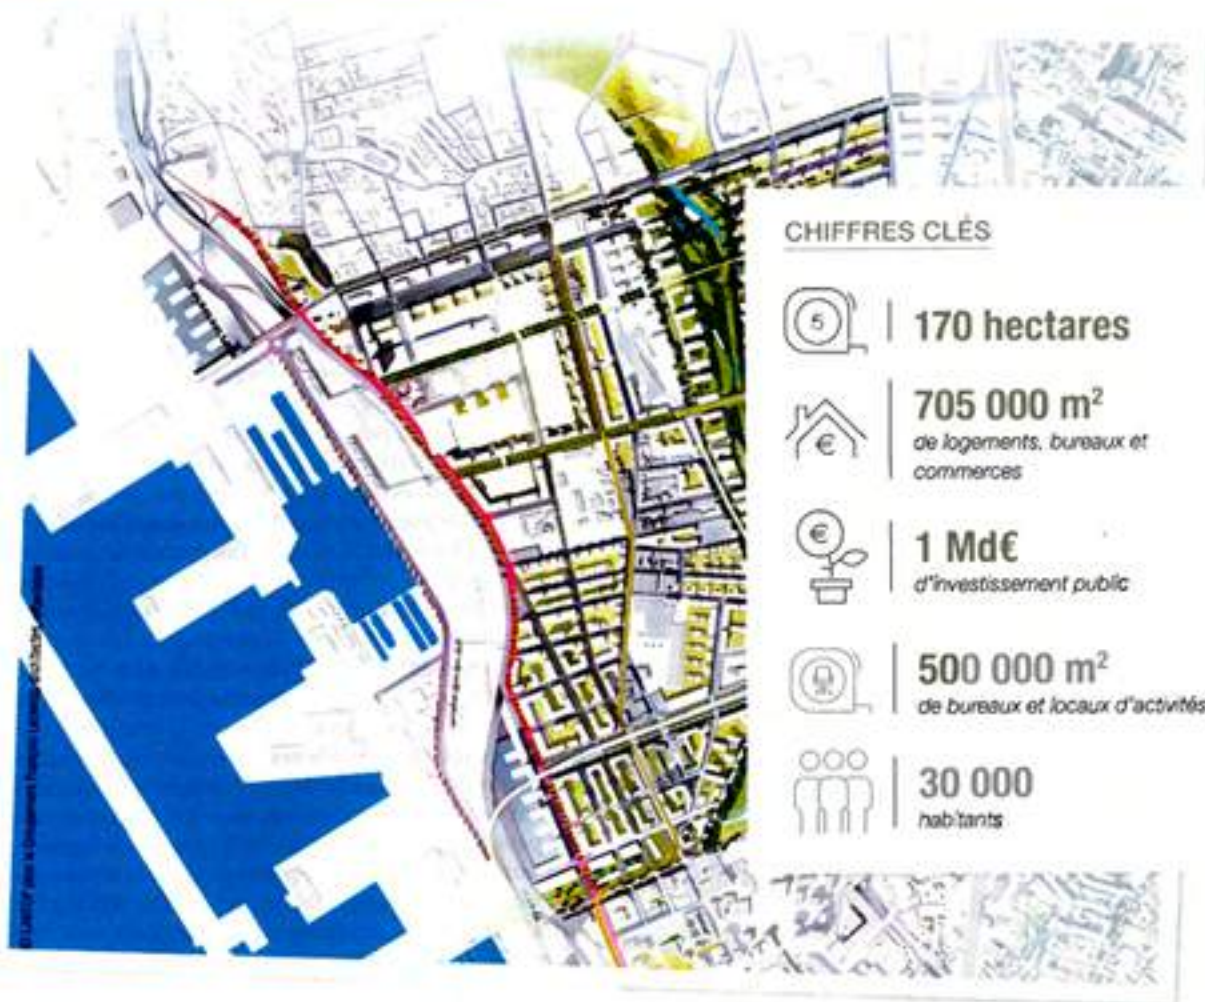 CHIFFRES CLÉS
5
170 hectares
€
705 000 m²
de logements, bureaux et
commerces
€
1 Md€
d'investissement public
500 000 m²
de bureaux et locaux d'activités
30 000
habitants